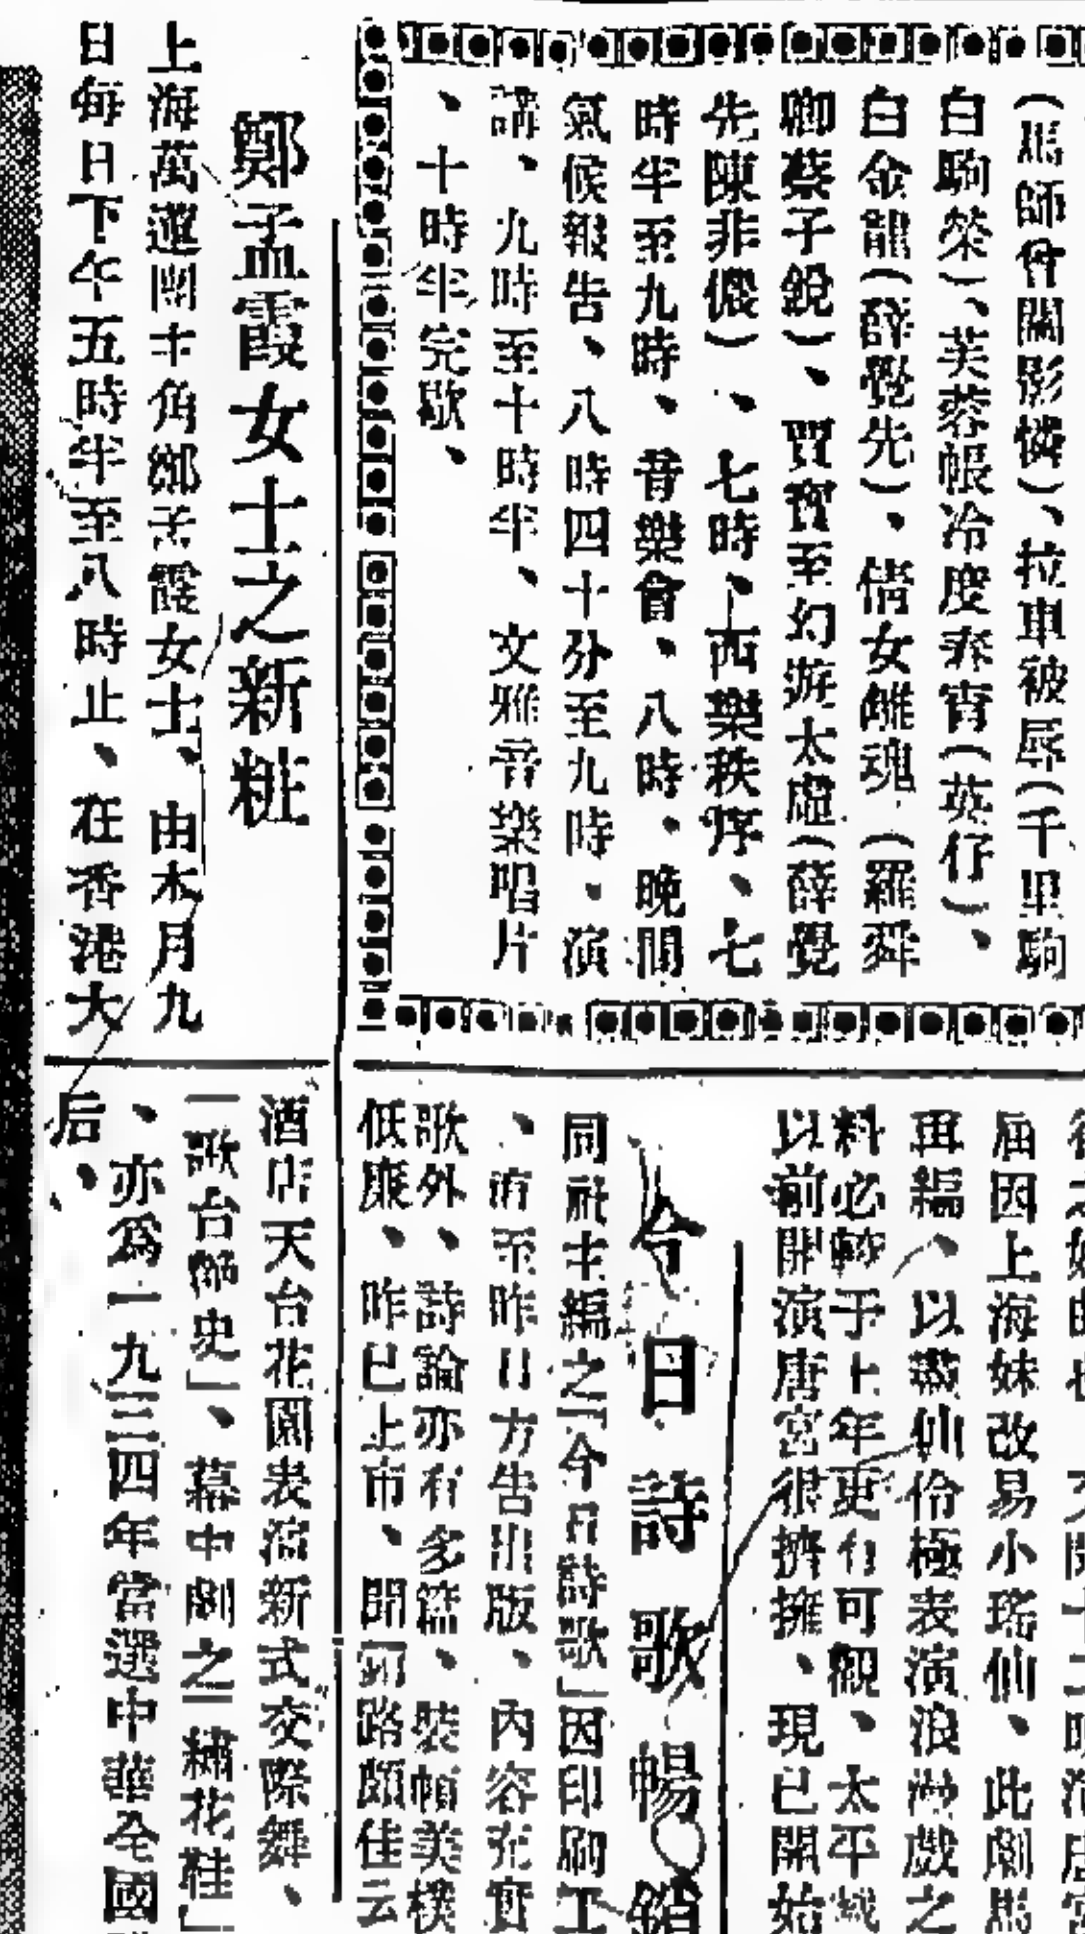 （馬師曾關影憐）、拉車被辱（千里駒
白駒榮）、芙蓉帳冷度春宵（英仔）、
白金龍（薛覺先）、倩女離魂（羅舜
卿蔡子銳）、賈寶玉幻游太虛（薛覺
先陳非儂）、七時、西樂秩序、七
時半至九時、音樂會、八時、晚間
氣候報告、八時四十分至九時、演
講、九時至十時半、文雅音樂唱片
、十時半完歇、
鄭孟霞女士之新粧
上海萬 團主角鄭孟霞女士、由本月九
日每日下午五時半至八時止、在香港大
屆因上海妹改易小瑤仙、此劇馬
再編、以 仙伶極表演浪漫戲之
料必較于上年更有可觀、太平戲
以前開演唐宮很擠擁、現已開始
今日詩歌暢銷
同社主編之「今日詩歌」因印刷工
、 至昨日方告出版、內容充實
歌外、詩論亦有多篇、裝幀美樸
低廉、昨已上市、聞銷路頗佳云
酒店天台花園表演新式交際舞、
「歌台艷史」、幕中劇之「繡花鞋」
、亦為一九三四年當選中華全國
后、